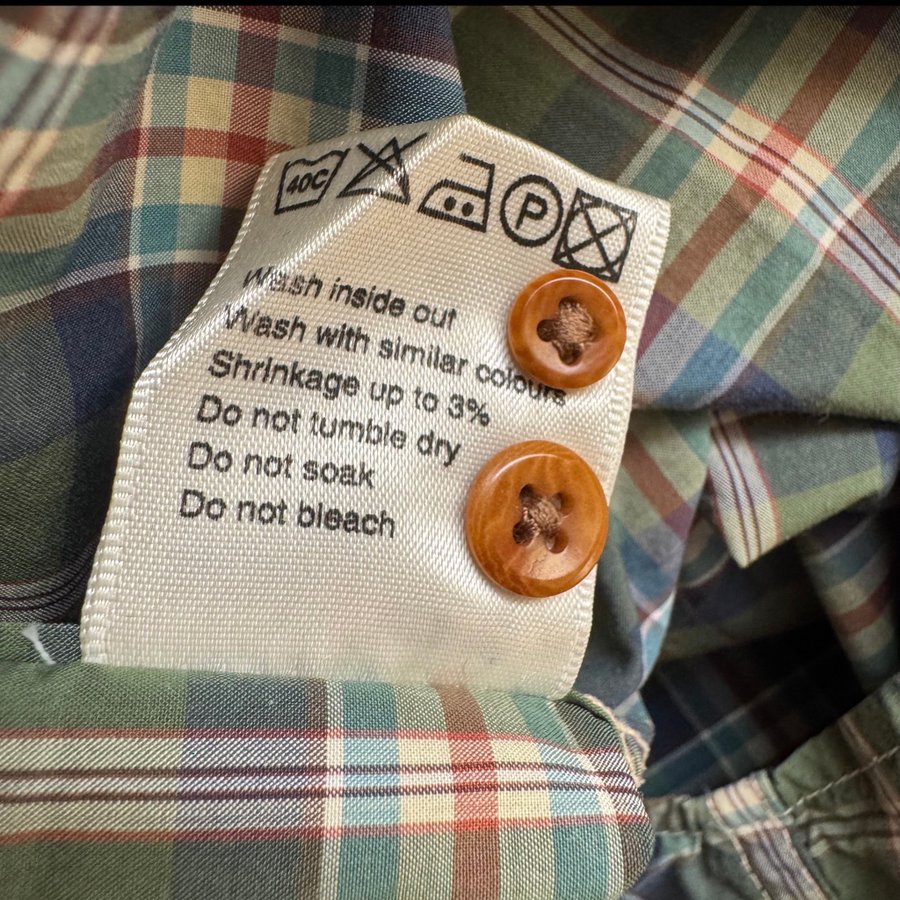 40C P
Wash inside out
Wash with similar colours
Shrinkage up to 3%
Do not tumble dry
Do not soak
Do not bleach